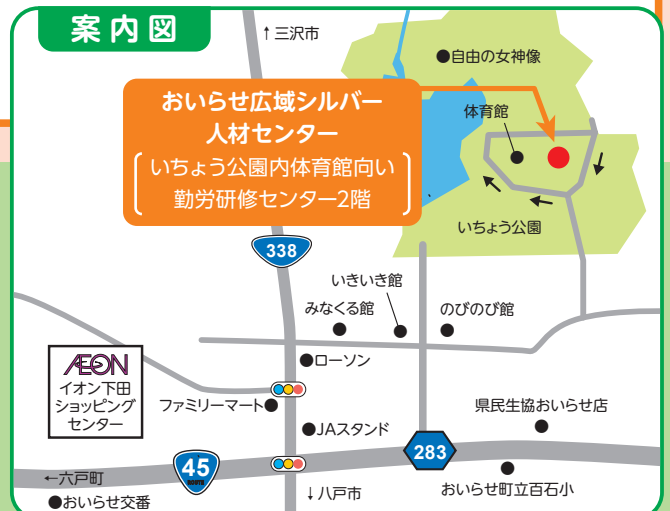 案内図
↑三沢市
●自由の女神像
おいらせ広域シルバー
人材センター
いちょう公園内体育館向い
勤労研修センター2階
体育館
いちょう公園
338
いきいき館
みなくる館
のびのび館
●ローソン
ÆON
イオン下田
ショッピング
センター
ファミリーマート●
●JAスタンド
県民生協おいらせ店
283
45
ROUTE
←六戸町
↓八戸市
おいらせ町立百石小
●おいらせ交番